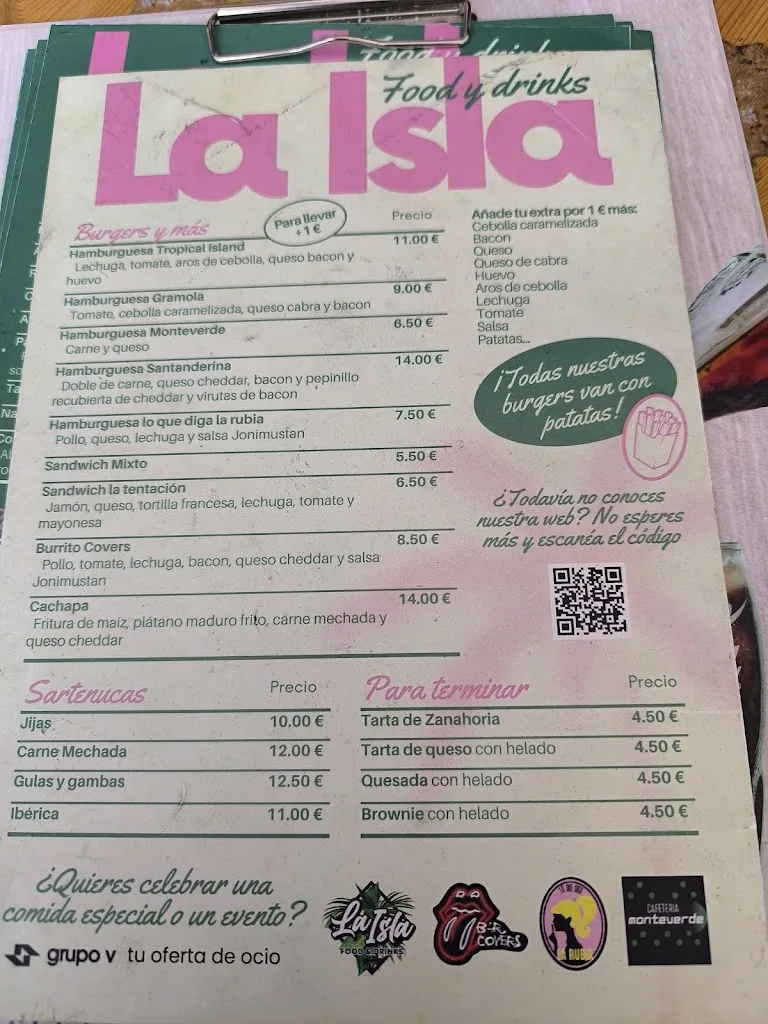 Food y drinks
La Isla
Burgers y más
Para llevar
+1 €
Precio
Hamburguesa Tropical Island 11.00 €
Lechuga, tomate, aros de cebolla, queso bacon y
huevo
Hamburguesa Gramola 9.00 €
Tomate, cebolla caramelizada, queso cabra y bacon
Hamburguesa Monteverde 6.50 €
Carne y queso
Hamburguesa Santanderina 14.00 €
Doble de carne, queso cheddar, bacon y pepinillo
recubierta de cheddar y virutas de bacon
Hamburguesa lo que diga la rubia 7.50 €
Pollo, queso, lechuga y salsa Jonimustan
Sandwich Mixto 5.50 €
Sandwich la tentación 6.50 €
Jamón, queso, tortilla francesa, lechuga, tomate y
mayonesa
Burrito Covers 8.50 €
Pollo, tomate, lechuga, bacon, queso cheddar y salsa
Jonimustan
Cachapa 14.00 €
Fritura de maíz, plátano maduro frito, carne mechada y
queso cheddar
Añade tu extra por 1 € más:
Cebolla caramelizada
Bacon
Queso
Queso de cabra
Huevo
Aros de cebolla
Lechuga
Tomate
Salsa
Patatas...
¡Todas nuestras
burgers van con
patatas!
¿Todavía no conoces
nuestra web? No esperes
más y escanéa el código
Sartenucas Precio
Jijas 10.00 €
Carne Mechada 12.00 €
Gulas y gambas 12.50 €
Ibérica 11.00 €
Para terminar Precio
Tarta de Zanahoria 4.50 €
Tarta de queso con helado 4.50 €
Quesada con helado 4.50 €
Brownie con helado 4.50 €
¿Quieres celebrar una
comida especial o un evento?
grupo v tu oferta de ocio
La Isla
FOOD & DRINKS
BAR
COVERS
LO QUE DIGA
LA RUBIA
CAFETERIA
monteverde